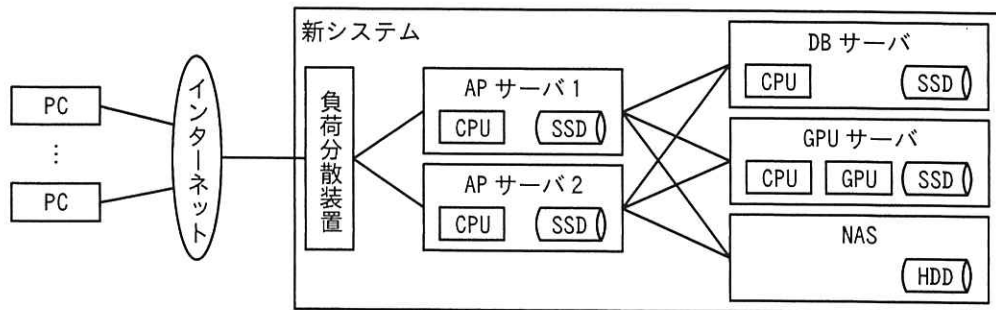 新システム
PC
⋮
PC
インターネット
負荷分散装置
APサーバ1
CPU
SSD
APサーバ2
CPU
SSD
DBサーバ
CPU
SSD
GPUサーバ
CPU
GPU
SSD
NAS
HDD